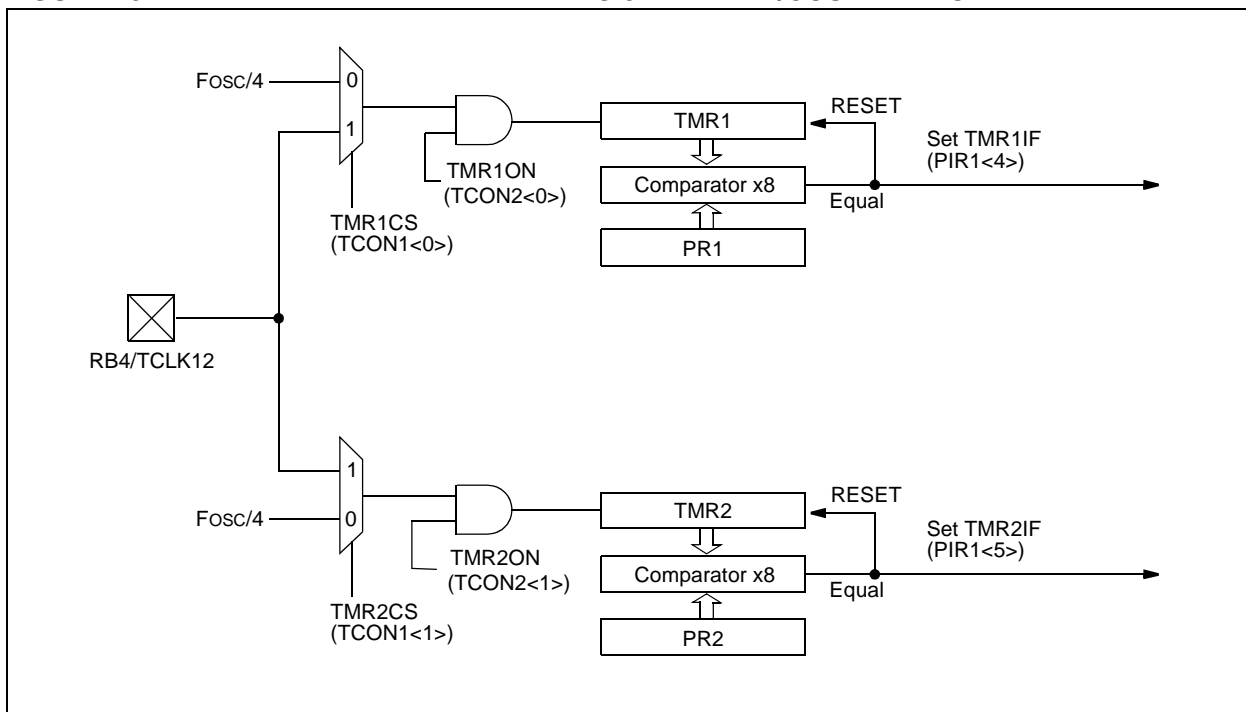 FOSC/4
0
1
TMR1CS
(TCON1<0>)
TMR1ON
(TCON2<0>)
TMR1
Comparator x8
PR1
RESET
Equal
Set TMR1IF
(PIR1<4>)
RB4/TCLK12
1
0
FOSC/4
TMR2CS
(TCON1<1>)
TMR2ON
(TCON2<1>)
TMR2
Comparator x8
PR2
RESET
Equal
Set TMR2IF
(PIR1<5>)